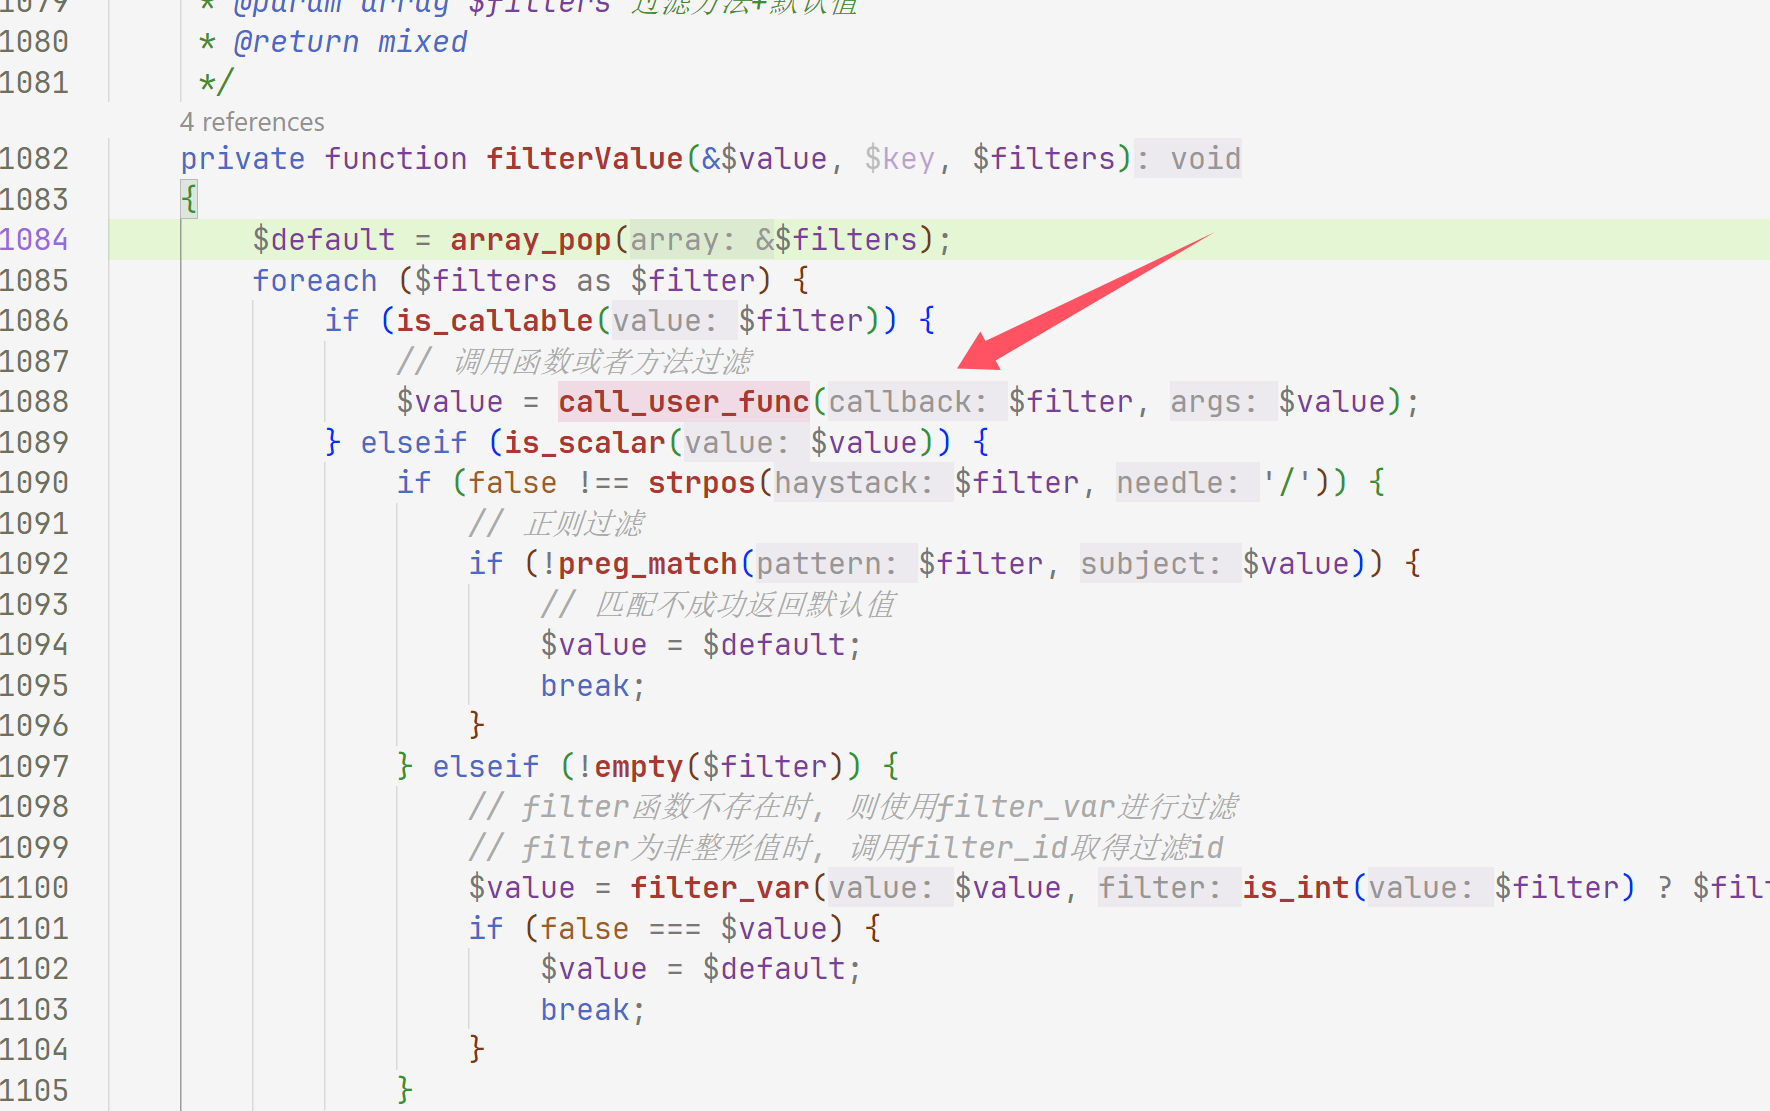 1079 * @param array $filters 过滤方法+默认值
1080 * @return mixed
1081 */
4 references
1082 private function filterValue(&$value, $key, $filters): void
1083 {
1084 $default = array_pop(array: &$filters);
1085 foreach ($filters as $filter) {
1086 if (is_callable(value: $filter)) {
1087 // 调用函数或者方法过滤
1088 $value = call_user_func(callback: $filter, args: $value);
1089 } elseif (is_scalar(value: $value)) {
1090 if (false !== strpos(haystack: $filter, needle: '/')) {
1091 // 正则过滤
1092 if (!preg_match(pattern: $filter, subject: $value)) {
1093 // 匹配不成功返回默认值
1094 $value = $default;
1095 break;
1096 }
1097 } elseif (!empty($filter)) {
1098 // filter函数不存在时, 则使用filter_var进行过滤
1099 // filter为非整形值时, 调用filter_id取得过滤id
1100 $value = filter_var(value: $value, filter: is_int(value: $filter) ? $filt
1101 if (false === $value) {
1102 $value = $default;
1103 break;
1104 }
1105 }